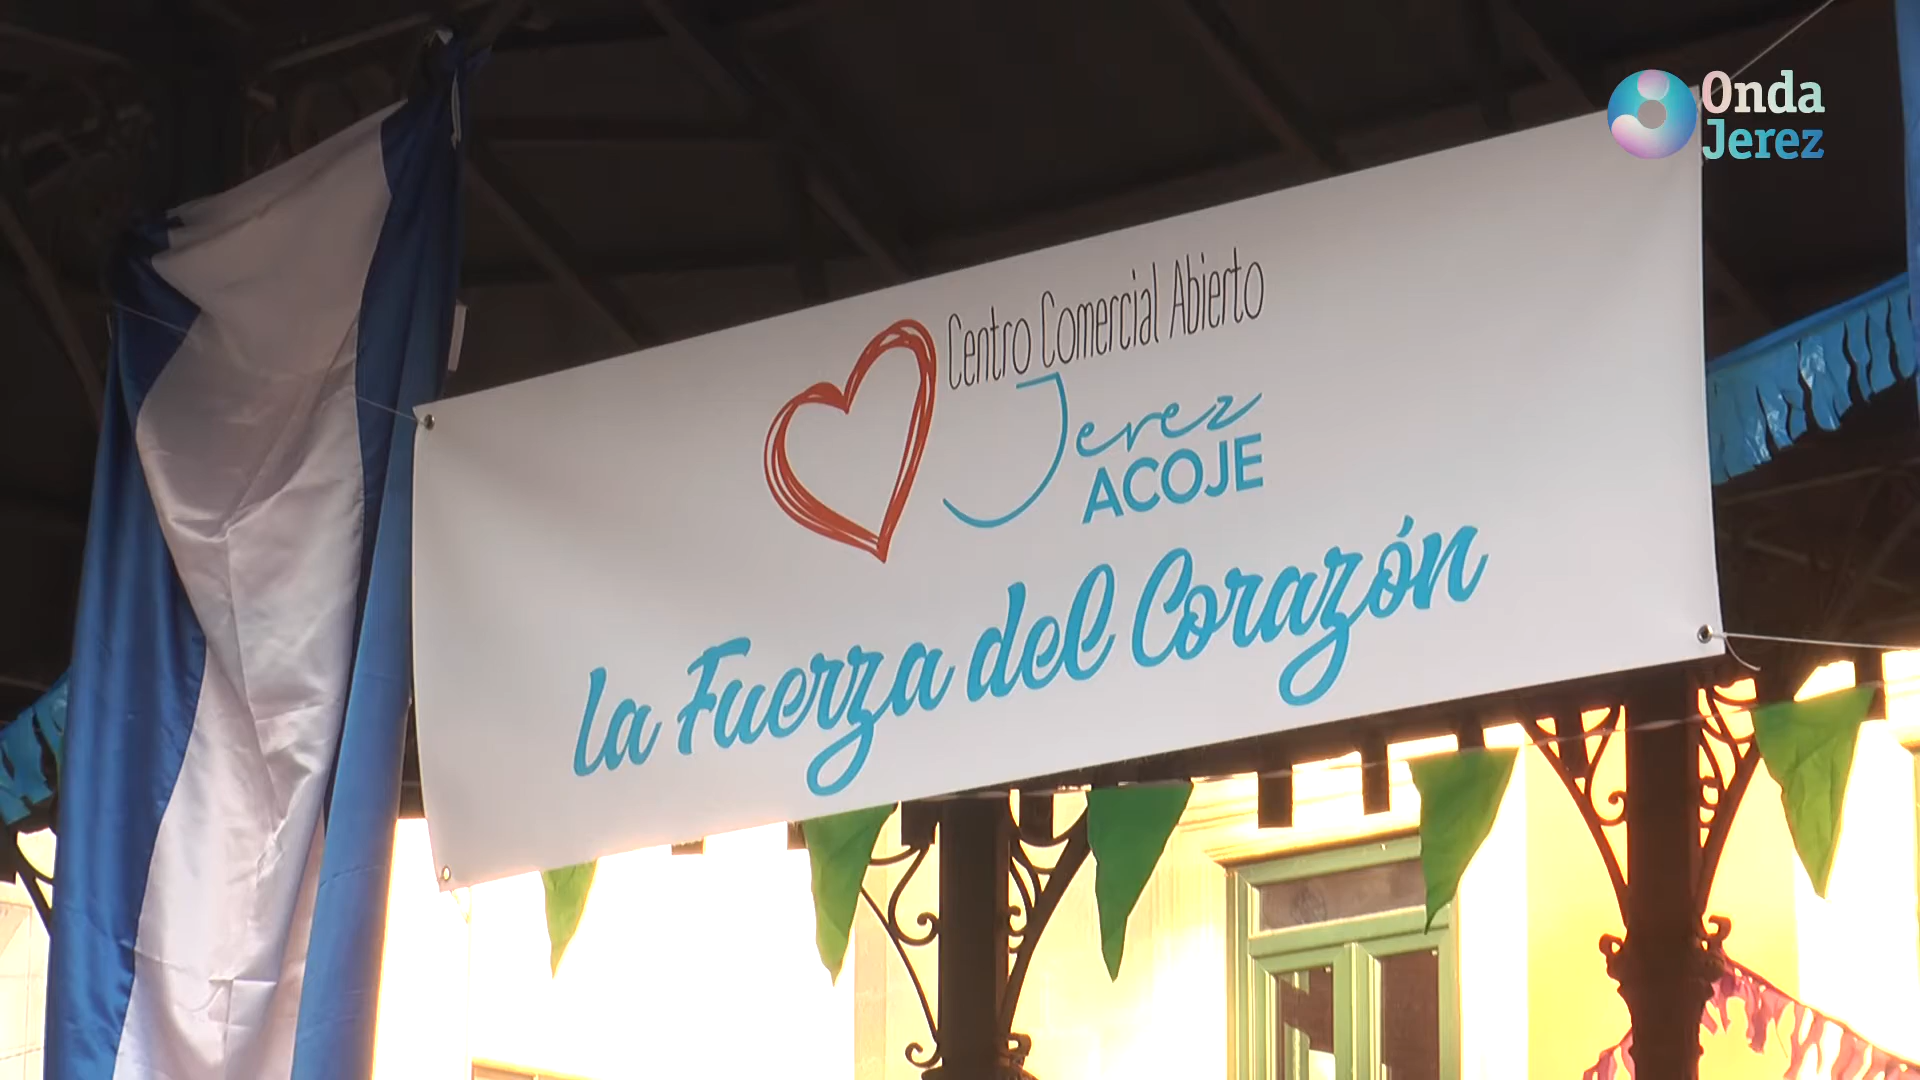 Onda
Jerez
Centro Comercial Abierto
Jerez
ACOJE
la Fuerza del Corazón